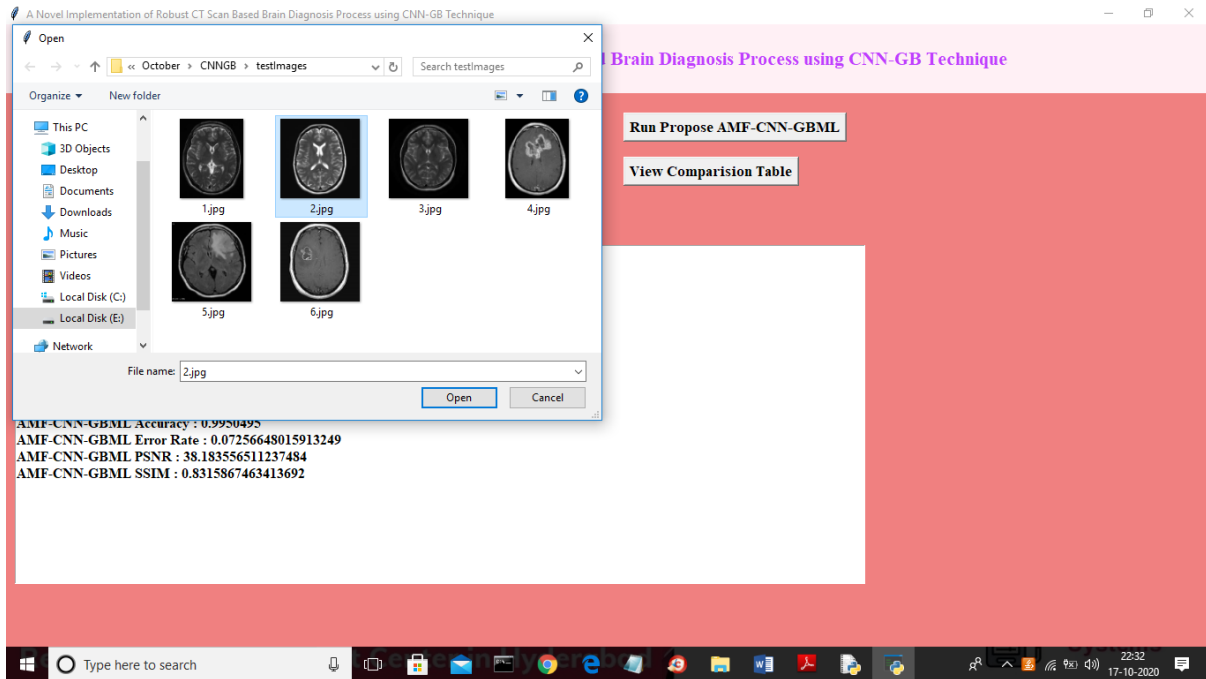 A Novel Implementation of Robust CT Scan Based Brain Diagnosis Process using CNN-GB Technique
Open
Brain Diagnosis Process using CNN-GB Technique
« October › CNNGB › testImages
Search testImages
Organize
New folder
This PC
3D Objects
Desktop
Documents
Downloads
Music
Pictures
Videos
Local Disk (C:)
Local Disk (E:)
Network
1.jpg
2.jpg
3.jpg
4.jpg
5.jpg
6.jpg
File name:
2.jpg
Open
Cancel
Run Propose AMF-CNN-GBML
View Comparision Table
AMF-CNN-GBML Accuracy : 0.9950495
AMF-CNN-GBML Error Rate : 0.07256648015913249
AMF-CNN-GBML PSNR : 38.183556511237484
AMF-CNN-GBML SSIM : 0.8315867463413692
Type here to search
22:32
17-10-2020